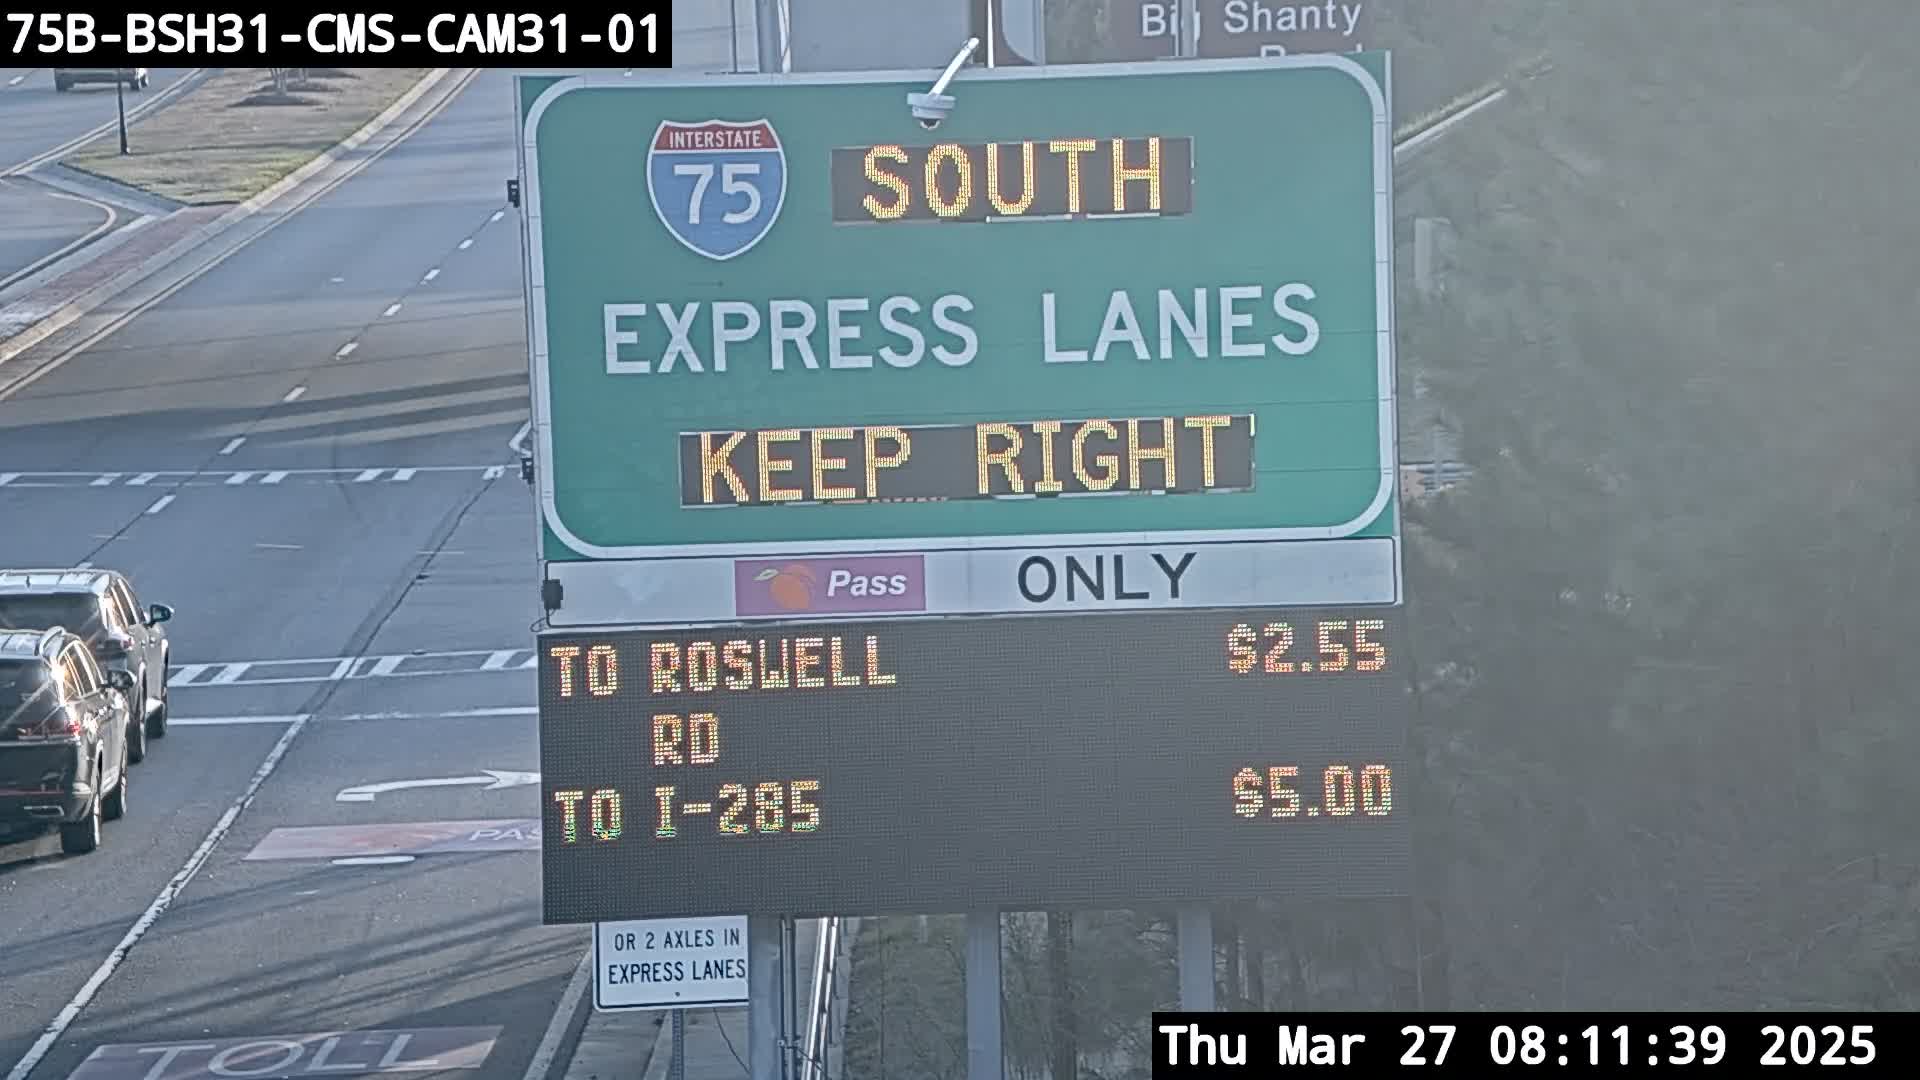 75B-BSH31-CMS-CAM31-01
Big Shanty
Road
INTERSTATE
75
SOUTH
EXPRESS LANES
KEEP RIGHT
Pass ONLY
TO ROSWELL $2.55
RD
TO I-285 $5.00
OR 2 AXLES IN
EXPRESS LANES
TOLL
Thu Mar 27 08:11:39 2025